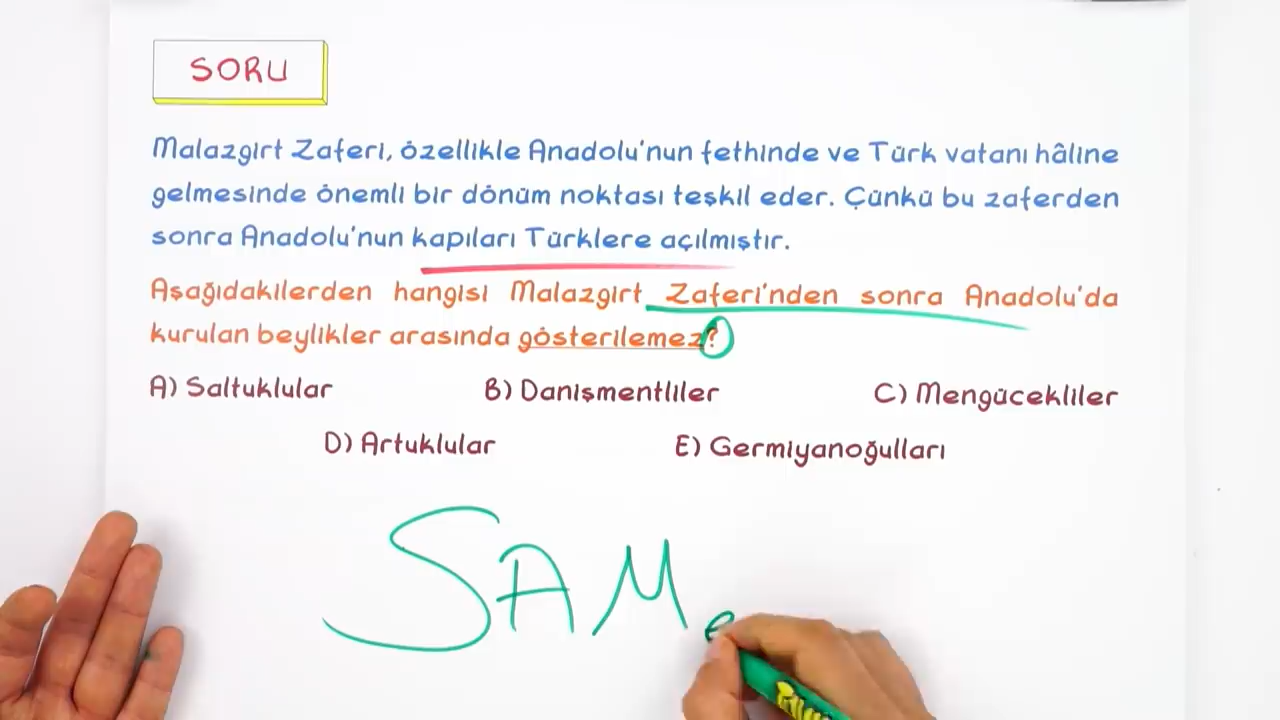 SORU
Malazgirt Zaferi, özellikle Anadolu'nun fethinde ve Türk vatanı hâline
gelmesinde önemli bir dönüm noktası teşkil eder. Çünkü bu zaferden
sonra Anadolu'nun kapıları Türklere açılmıştır.
Aşağıdakilerden hangisi Malazgirt Zaferi'nden sonra Anadolu'da
kurulan beylikler arasında gösterilemez?
A) Saltuklular B) Danişmentliler C) Mengücekliler
D) Artuklular E) Germiyanoğulları
SAMe